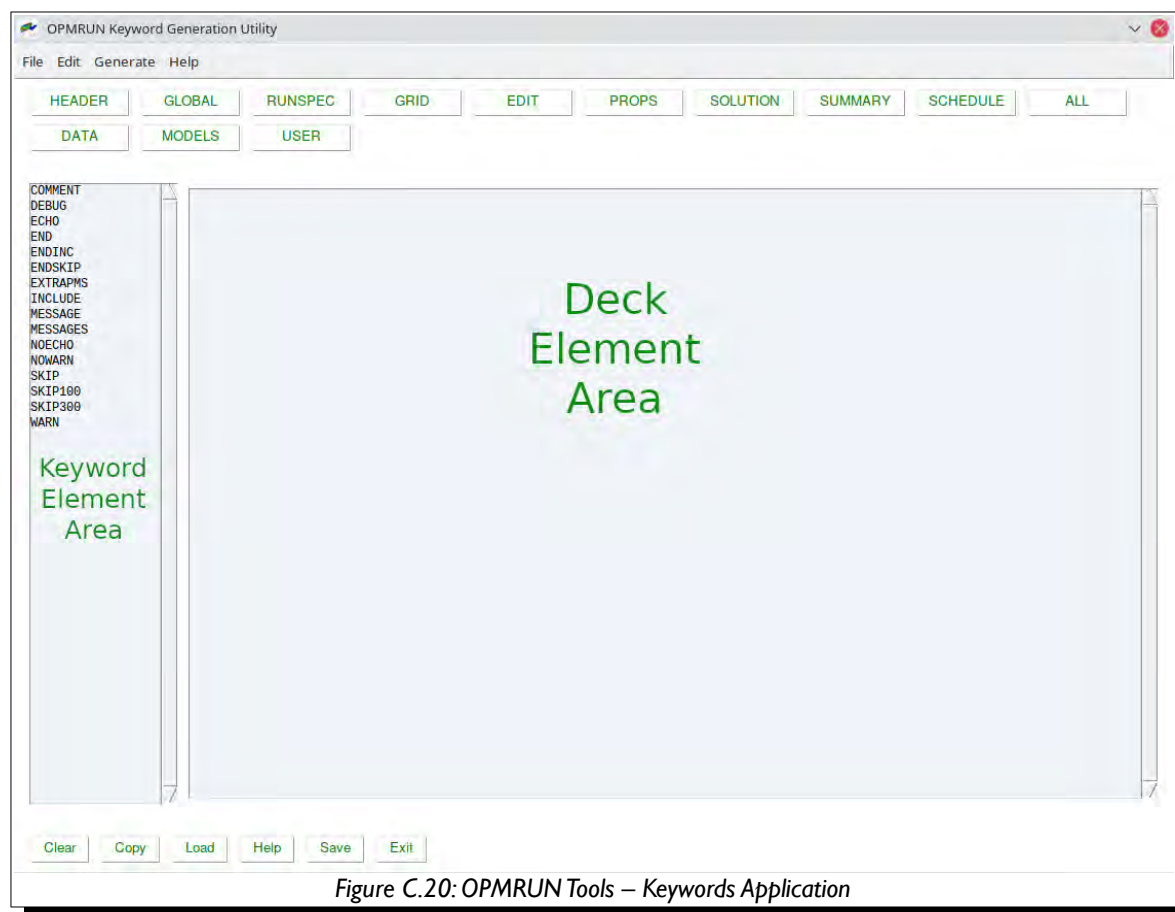 OPMRUN Keyword Generation Utility
File Edit Generate Help
HEADER GLOBAL RUNSPEC GRID EDIT PROPS SOLUTION SUMMARY SCHEDULE ALL
DATA MODELS USER
COMMENT
DEBUG
ECHO
END
ENDINC
ENDSKIP
EXTRAPMS
INCLUDE
MESSAGE
MESSAGES
NOECHO
NOWARN
SKIP
SKIP100
SKIP300
WARN
Keyword
Element
Area
Deck
Element
Area
Clear Copy Load Help Save Exit
Figure C.20: OPMRUN Tools – Keywords Application